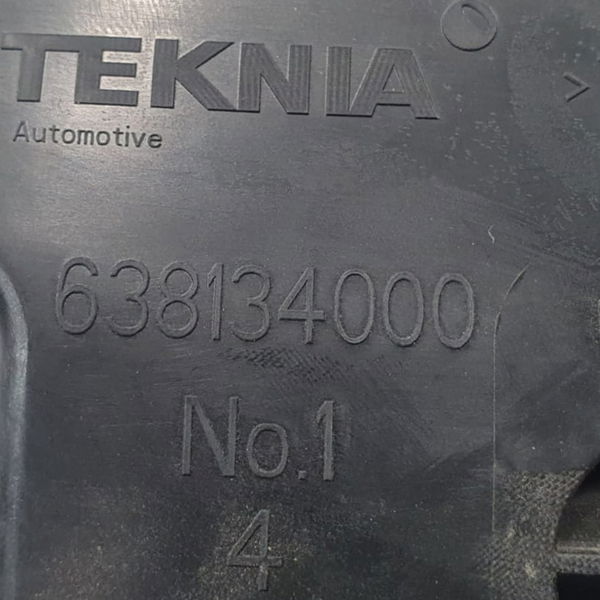 TEKNIA
Automotive
>
638134000
No.1
4